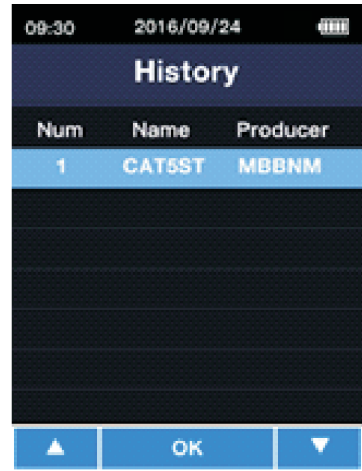 09:30 2016/09/24
History
Num Name Producer
1 CAT5ST MBBNM
OK